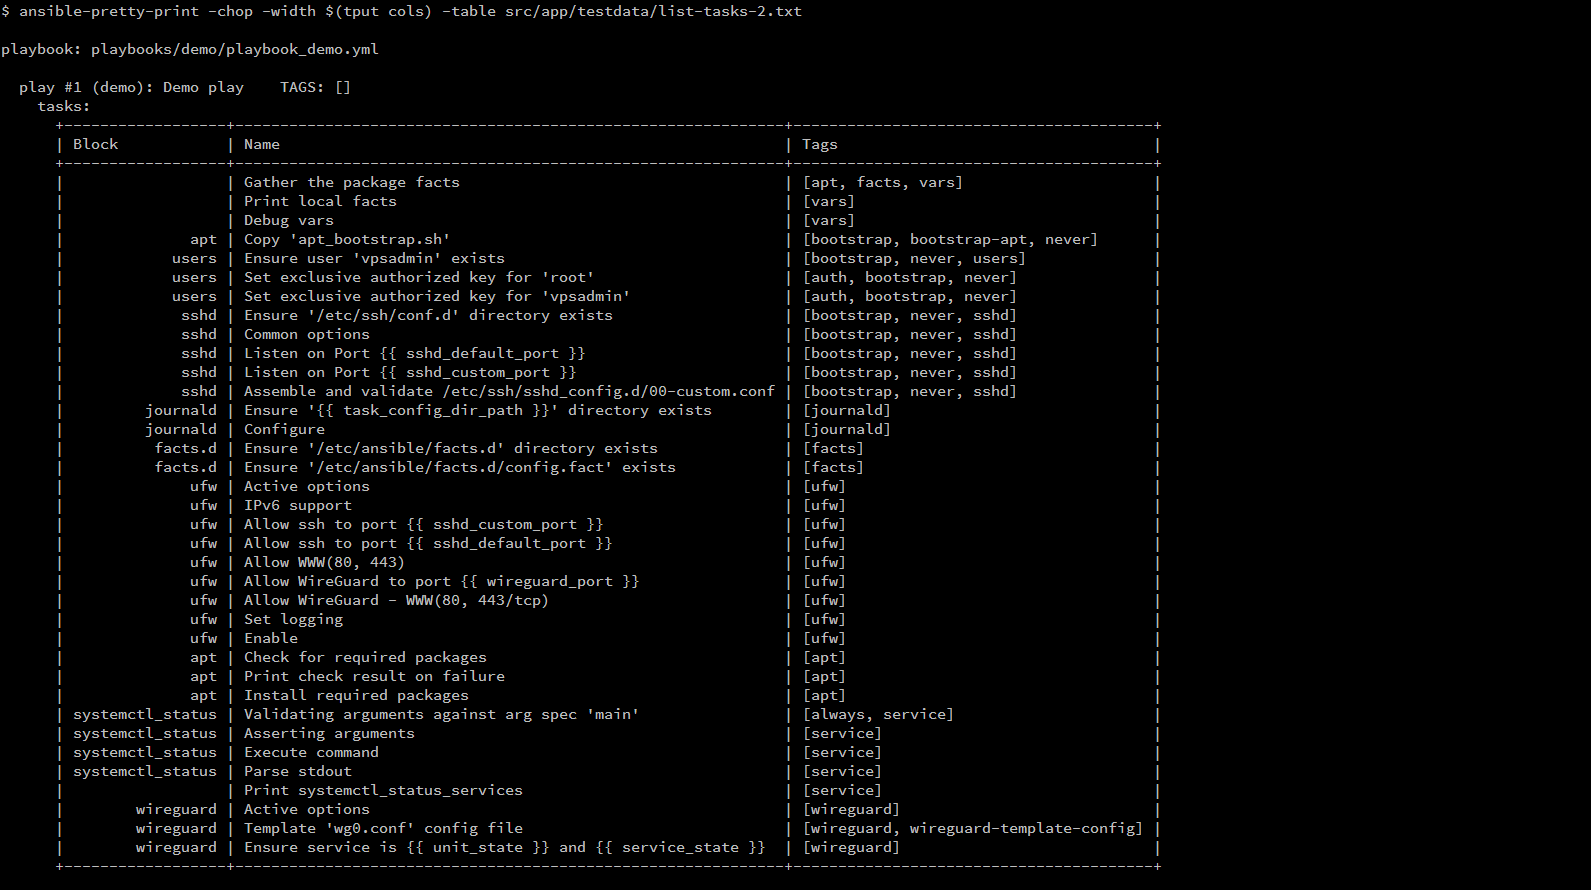 $ ansible-pretty-print -chop -width $(tput cols) -table src/app/testdata/list-tasks-2.txt

playbook: playbooks/demo/playbook_demo.yml

  play #1 (demo): Demo play    TAGS: []
    tasks:
      +------------------+-------------------------------------------------------------+----------------------------------------+
      | Block            | Name                                                        | Tags                                   |
      +------------------+-------------------------------------------------------------+----------------------------------------+
      |                  | Gather the package facts                                    | [apt, facts, vars]                     |
      |                  | Print local facts                                           | [vars]                                 |
      |                  | Debug vars                                                  | [vars]                                 |
      |              apt | Copy 'apt_bootstrap.sh'                                     | [bootstrap, bootstrap-apt, never]      |
      |            users | Ensure user 'vpsadmin' exists                               | [bootstrap, never, users]              |
      |            users | Set exclusive authorized key for 'root'                     | [auth, bootstrap, never]               |
      |            users | Set exclusive authorized key for 'vpsadmin'                 | [auth, bootstrap, never]               |
      |             sshd | Ensure '/etc/ssh/conf.d' directory exists                   | [bootstrap, never, sshd]               |
      |             sshd | Common options                                              | [bootstrap, never, sshd]               |
      |             sshd | Listen on Port {{ sshd_default_port }}                      | [bootstrap, never, sshd]               |
      |             sshd | Listen on Port {{ sshd_custom_port }}                       | [bootstrap, never, sshd]               |
      |             sshd | Assemble and validate /etc/ssh/sshd_config.d/00-custom.conf | [bootstrap, never, sshd]               |
      |         journald | Ensure '{{ task_config_dir_path }}' directory exists        | [journald]                             |
      |         journald | Configure                                                   | [journald]                             |
      |          facts.d | Ensure '/etc/ansible/facts.d' directory exists              | [facts]                                |
      |          facts.d | Ensure '/etc/ansible/facts.d/config.fact' exists            | [facts]                                |
      |              ufw | Active options                                              | [ufw]                                  |
      |              ufw | IPv6 support                                                | [ufw]                                  |
      |              ufw | Allow ssh to port {{ sshd_custom_port }}                    | [ufw]                                  |
      |              ufw | Allow ssh to port {{ sshd_default_port }}                   | [ufw]                                  |
      |              ufw | Allow WWW(80, 443)                                          | [ufw]                                  |
      |              ufw | Allow WireGuard to port {{ wireguard_port }}                | [ufw]                                  |
      |              ufw | Allow WireGuard - WWW(80, 443/tcp)                          | [ufw]                                  |
      |              ufw | Set logging                                                 | [ufw]                                  |
      |              ufw | Enable                                                      | [ufw]                                  |
      |              apt | Check for required packages                                 | [apt]                                  |
      |              apt | Print check result on failure                               | [apt]                                  |
      |              apt | Install required packages                                   | [apt]                                  |
      | systemctl_status | Validating arguments against arg spec 'main'                | [always, service]                      |
      | systemctl_status | Asserting arguments                                         | [service]                              |
      | systemctl_status | Execute command                                             | [service]                              |
      | systemctl_status | Parse stdout                                                | [service]                              |
      |                  | Print systemctl_status_services                             | [service]                              |
      |        wireguard | Active options                                              | [wireguard]                            |
      |        wireguard | Template 'wg0.conf' config file                             | [wireguard, wireguard-template-config] |
      |        wireguard | Ensure service is {{ unit_state }} and {{ service_state }}  | [wireguard]                            |
      +------------------+-------------------------------------------------------------+----------------------------------------+